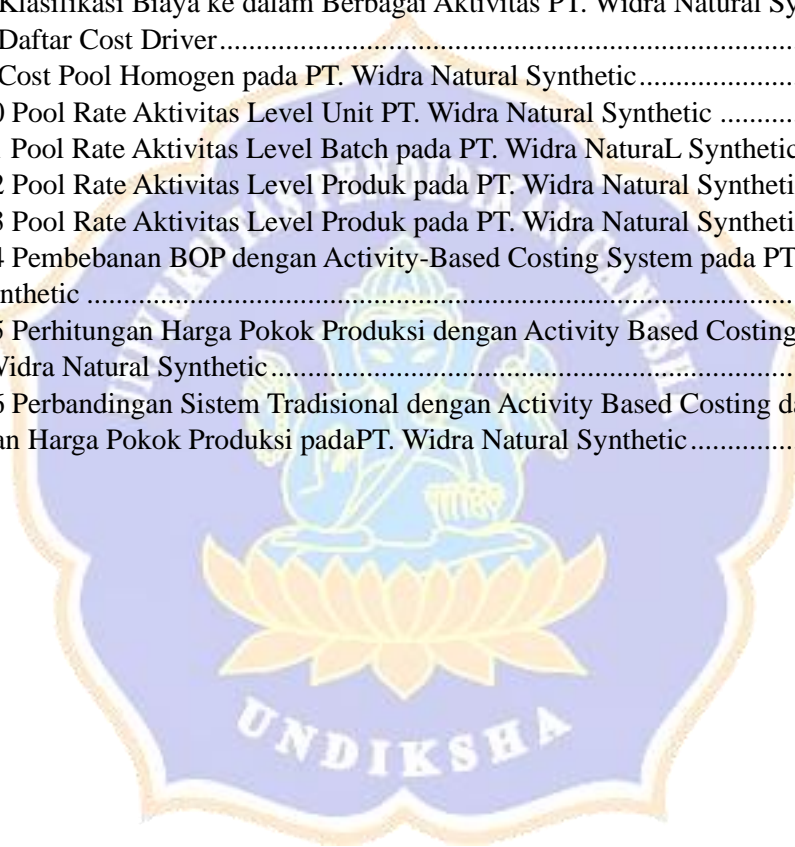 Klasifikasi Biaya ke dalam Berbagai Aktivitas PT. Widra Natural Sy
Daftar Cost Driver
Cost Pool Homogen pada PT. Widra Natural Synthetic
0 Pool Rate Aktivitas Level Unit PT. Widra Natural Synthetic
Pool Rate Aktivitas Level Batch pada PT. Widra NaturaL Synthetic
2 Pool Rate Aktivitas Level Produk pada PT. Widra Natural Syntheti
3 Pool Rate Aktivitas Level Produk pada PT. Widra Natural Syntheti
4 Pembebanan BOP dengan Activity-Based Costing System pada PT
nthetic
5 Perhitungan Harga Pokok Produksi dengan Activity Based Costing
Widra Natural Synthetic
6 Perbandingan Sistem Tradisional dengan Activity Based Costing da
an Harga Pokok Produksi padaPT. Widra Natural Synthetic
UNIVERSITAS PENDIDIKAN GANESHA
UNDIKSHA